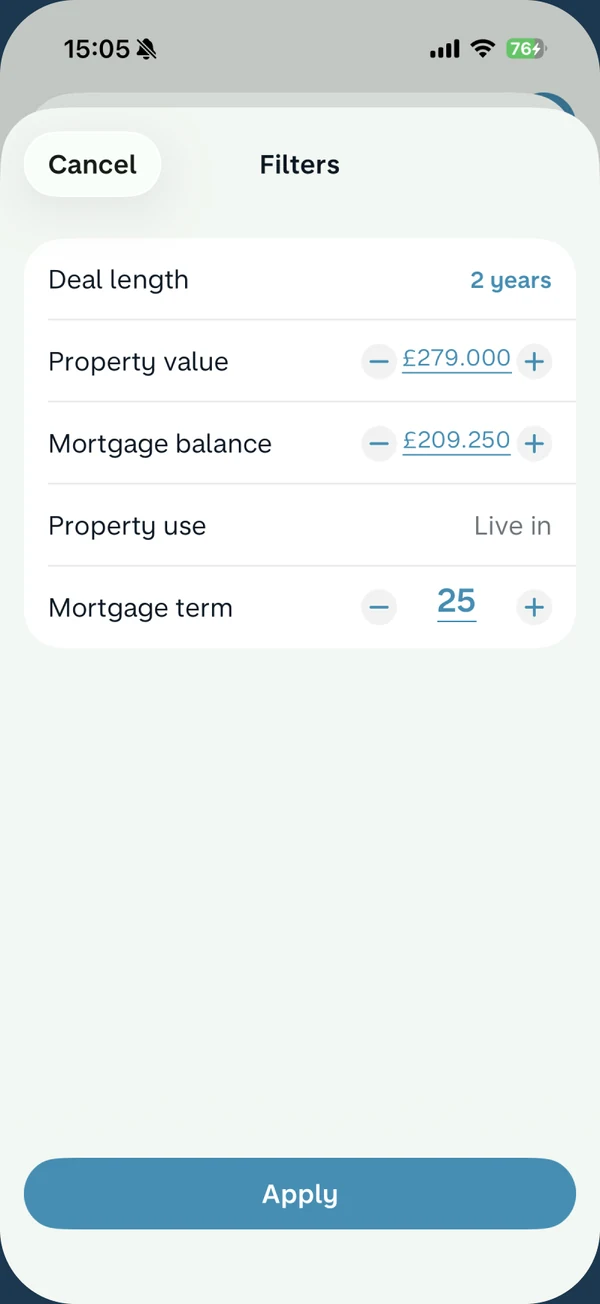 15:05
76
Cancel
Filters
Deal length
2 years
Property value
£279.000
Mortgage balance
£209.250
Property use
Live in
Mortgage term
25
Apply